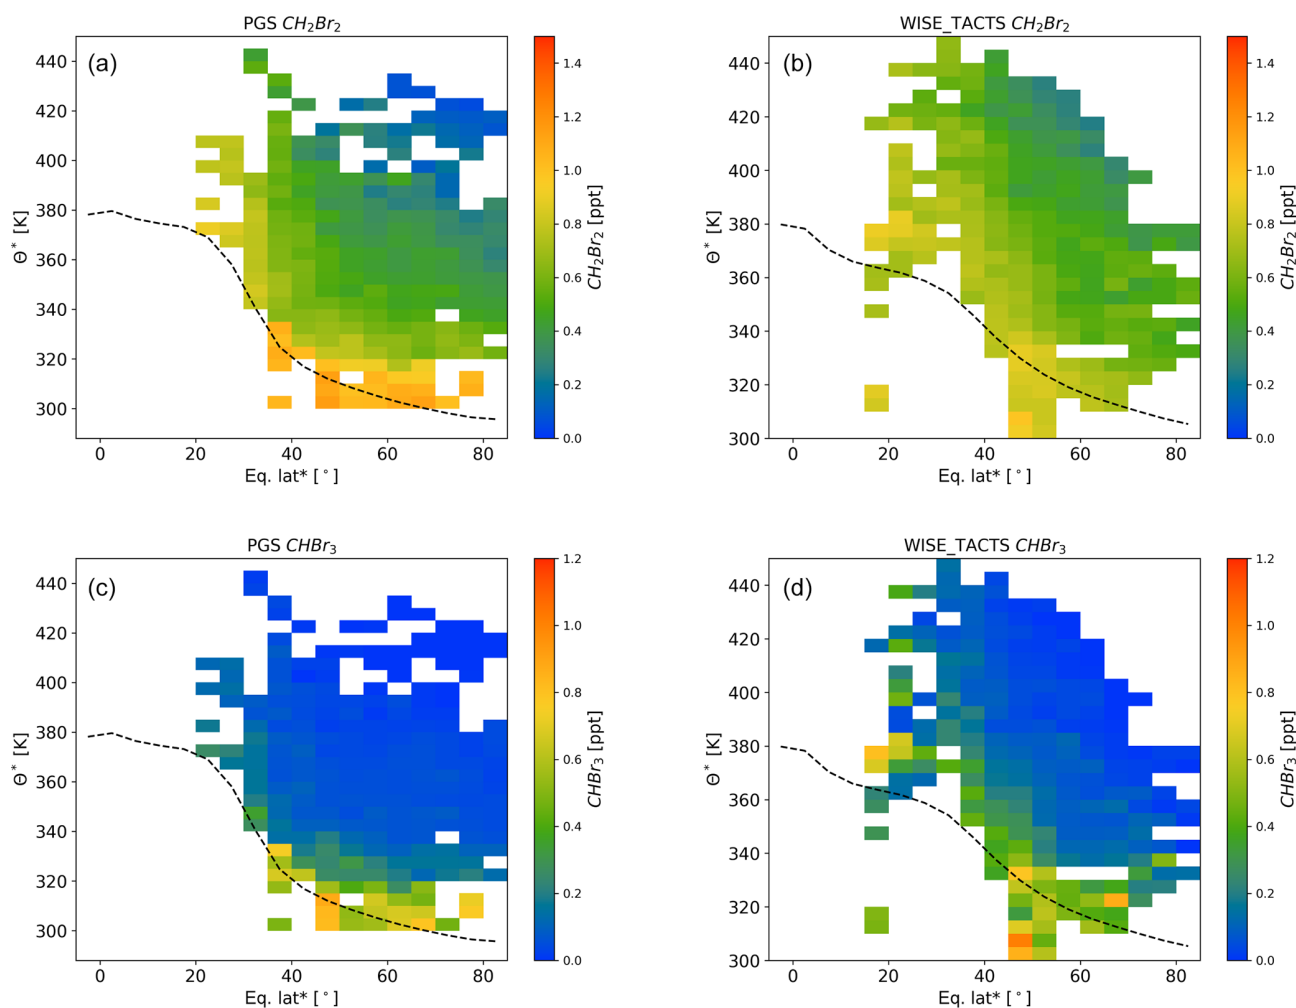 PGS CH₂Br₂
(a)
440
420
400
380
360
340
320
300
Θ* [K]
0 20 40 60 80
Eq. lat* [°]
1.4
1.2
1.0
0.8
0.6
0.4
0.2
0.0
CH₂Br₂ [ppt]
WISE_TACTS CH₂Br₂
(b)
440
420
400
380
360
340
320
300
Θ* [K]
0 20 40 60 80
Eq. lat* [°]
1.4
1.2
1.0
0.8
0.6
0.4
0.2
0.0
CH₂Br₂ [ppt]
PGS CHBr₃
(c)
440
420
400
380
360
340
320
300
Θ* [K]
0 20 40 60 80
Eq. lat* [°]
1.2
1.0
0.8
0.6
0.4
0.2
0.0
CHBr₃ [ppt]
WISE_TACTS CHBr₃
(d)
440
420
400
380
360
340
320
300
Θ* [K]
0 20 40 60 80
Eq. lat* [°]
1.2
1.0
0.8
0.6
0.4
0.2
0.0
CHBr₃ [ppt]